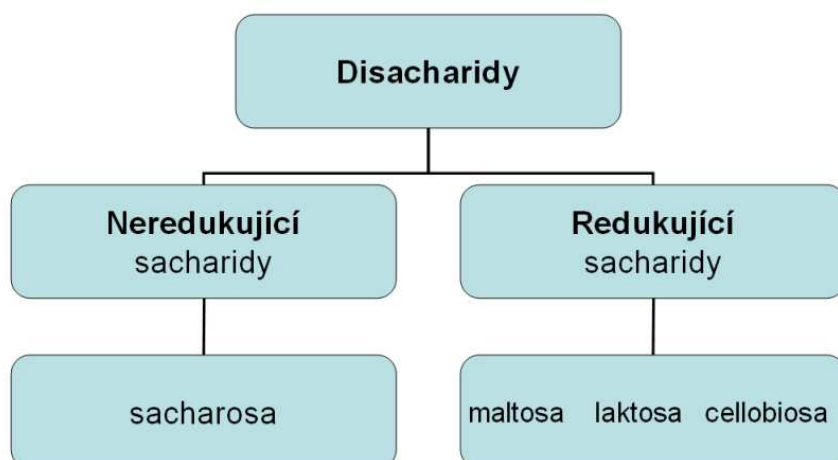 Disacharidy
Neredukující
sacharidy
Redukující
sacharidy
sacharosa
maltosa laktosa cellobiosa